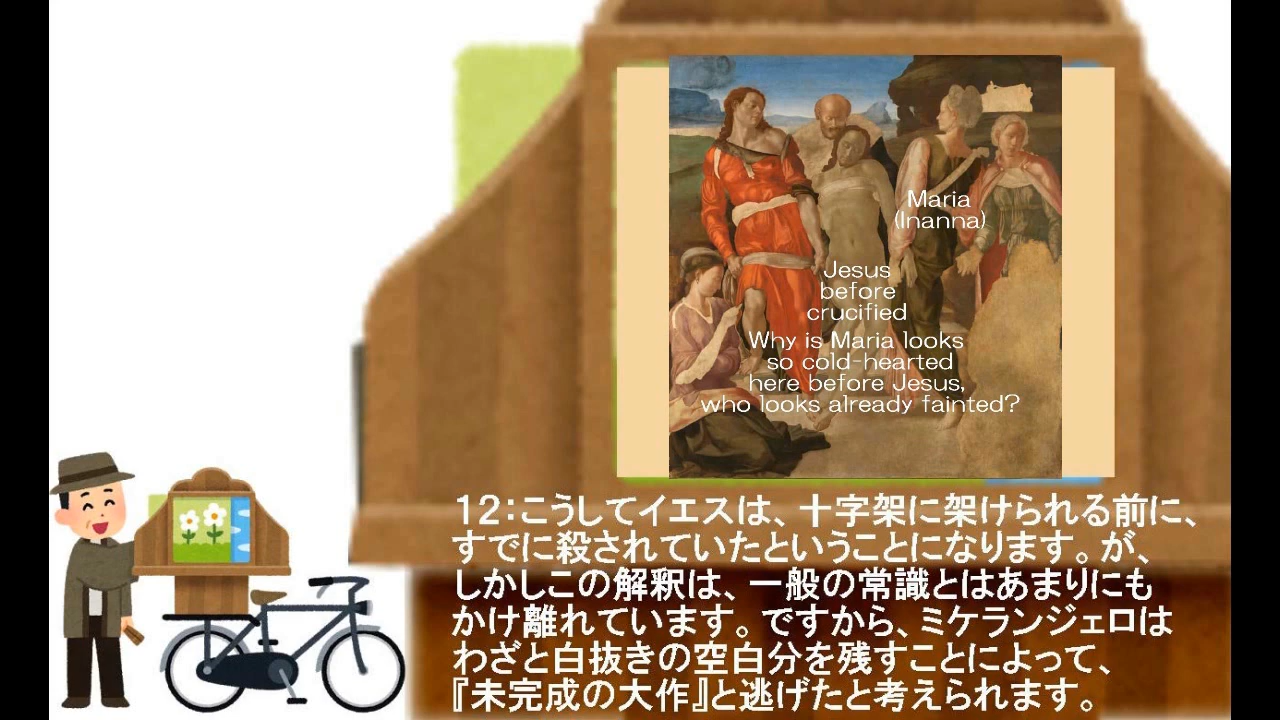 Maria
(Inanna)
Jesus
before
crucified
Why is Maria looks
so cold-hearted
here before Jesus,
who looks already fainted?
12：こうしてイエスは、十字架に架けられる前に、
すでに殺されていたということになります。が、
しかしこの解釈は、一般の常識とはあまりにも
かけ離れています。ですから、ミケランジェロは
わざと白抜きの空白分を残すことによって、
『未完成の大作』と逃げたと考えられます。